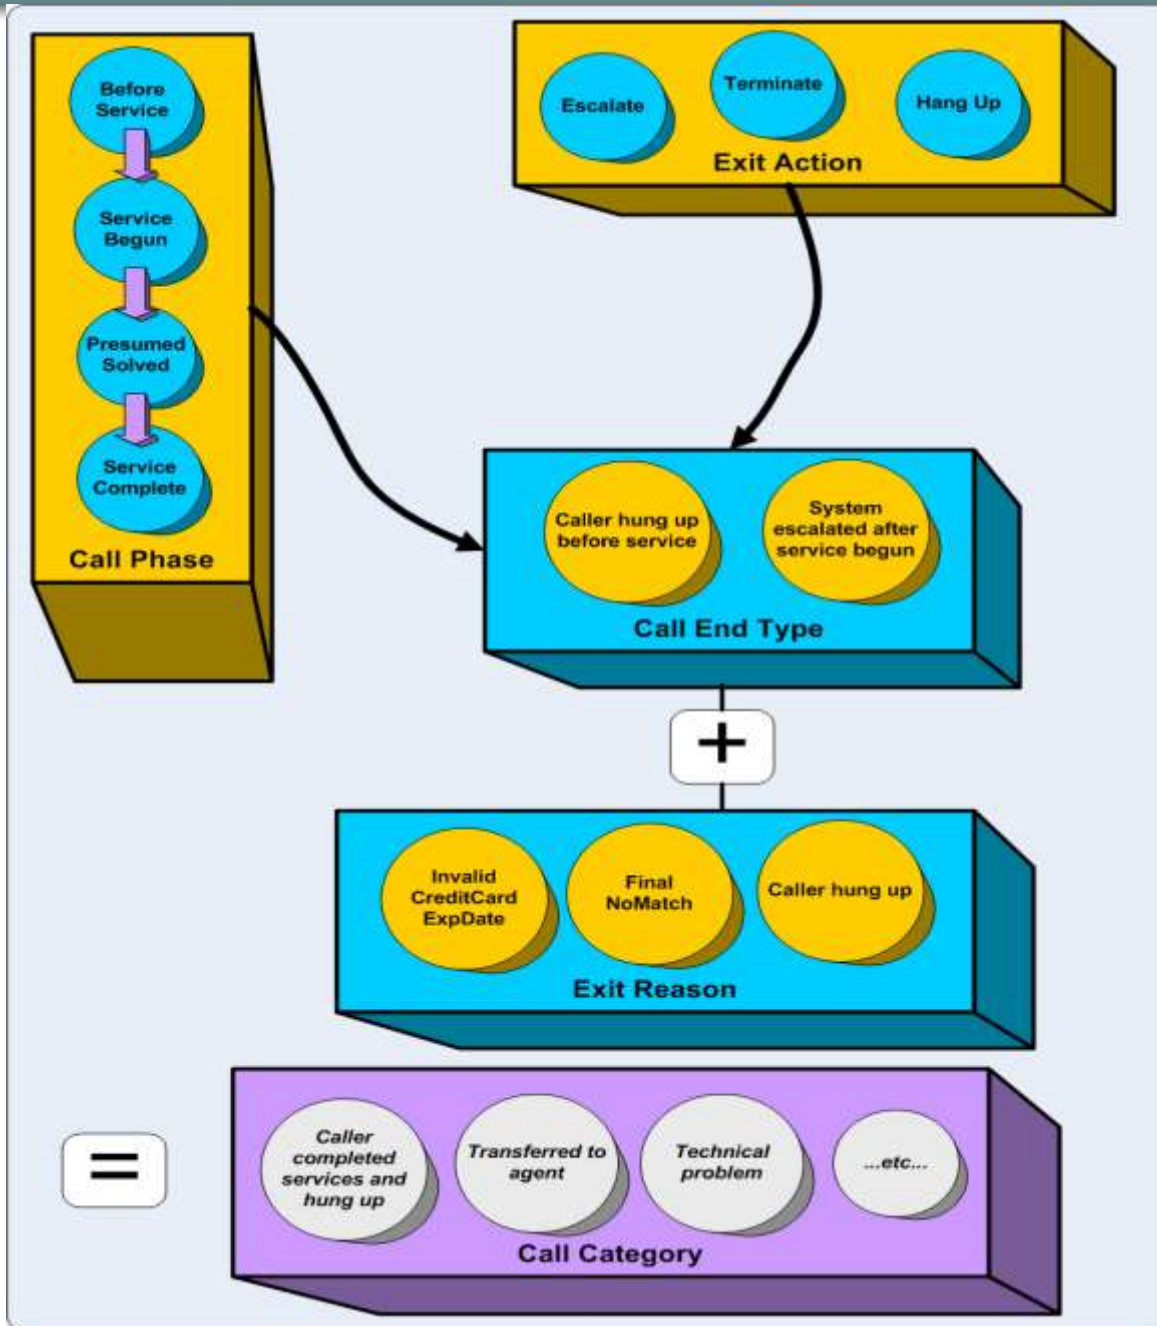 Before
Service
Service
Begun
Presumed
Solved
Service
Complete
Call Phase
Escalate
Terminate
Hang Up
Exit Action
Caller hung up
before service
System
escalated after
service begun
Call End Type
+
Invalid
CreditCard
ExpDate
Final
NoMatch
Caller hung up
Exit Reason
=
Caller
completed
services and
hung up
Transferred to
agent
Technical
problem
...etc...
Call Category